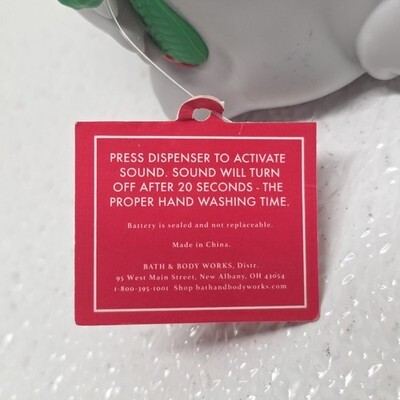 PRESS DISPENSER TO ACTIVATE
SOUND. SOUND WILL TURN
OFF AFTER 20 SECONDS - THE
PROPER HAND WASHING TIME.
Battery is sealed and not replaceable.
Made in China.
BATH & BODY WORKS, Distr.
95 West Main Street, New Albany, OH 43054
1-800-395-1001 Shop bathandbodyworks.com